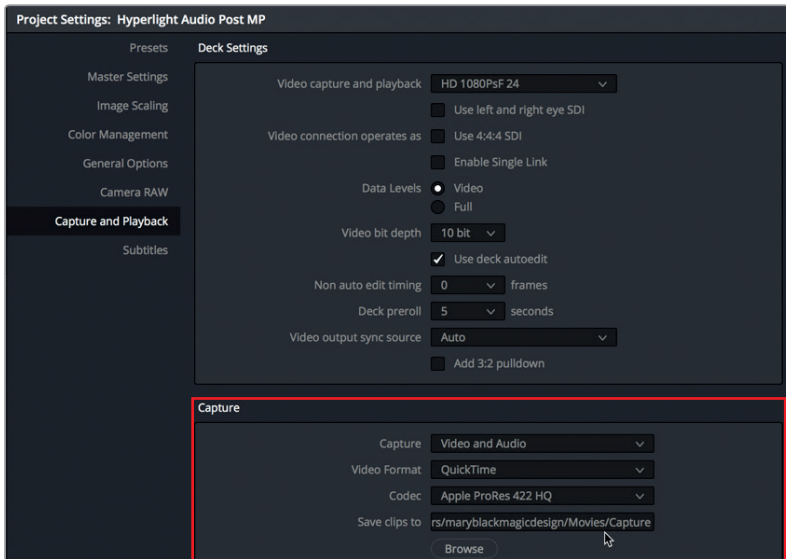 Project Settings: Hyperlight Audio Post MP
Presets
Master Settings
Image Scaling
Color Management
General Options
Camera RAW
Capture and Playback
Subtitles
Deck Settings
Video capture and playback HD 1080PsF 24
Use left and right eye SDI
Video connection operates as Use 4:4:4 SDI
Enable Single Link
Data Levels Video
Full
Video bit depth 10 bit
Use deck autoedit
Non auto edit timing 0 frames
Deck preroll 5 seconds
Video output sync source Auto
Add 3:2 pulldown
Capture
Capture Video and Audio
Video Format QuickTime
Codec Apple ProRes 422 HQ
Save clips to rs/maryblackmagicdesign/Movies/Capture
Browse